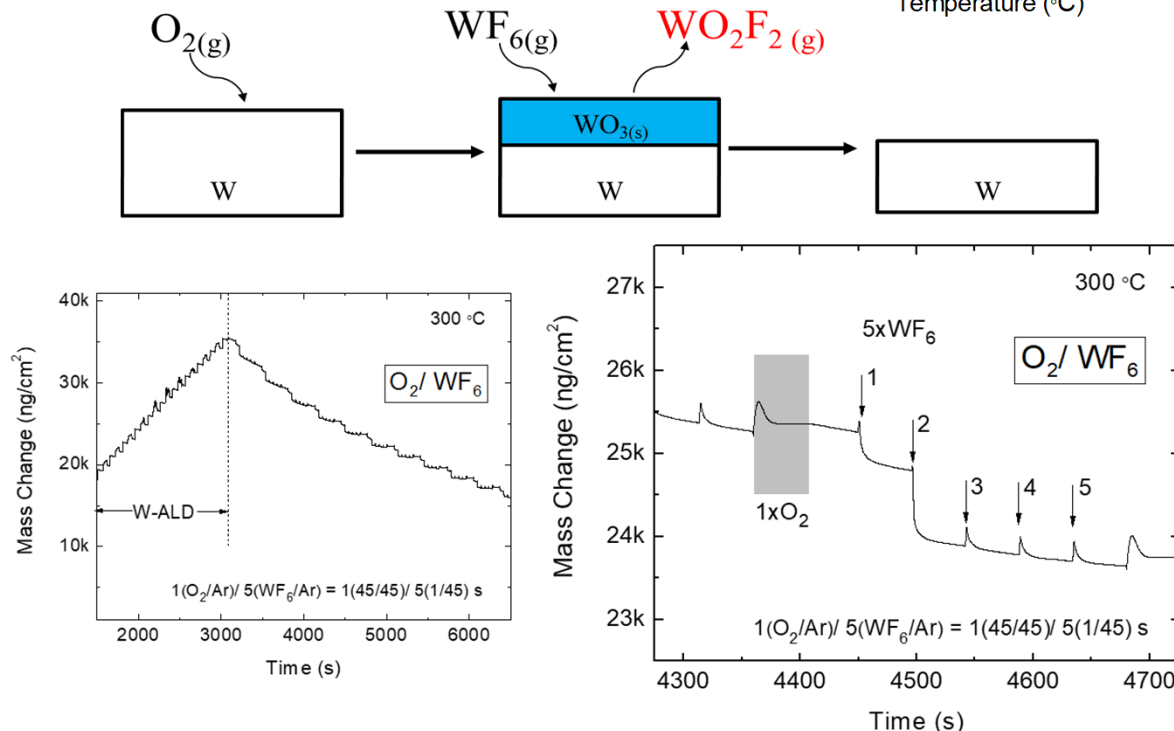 Temperature (°C)
O2(g)
WF6(g)
WO2F2 (g)
WO3(s)
W
W
W
40k
30k
20k
10k
Mass Change (ng/cm2)
300 °C
O2/ WF6
W-ALD
1(O2/Ar)/ 5(WF6/Ar) = 1(45/45)/ 5(1/45) s
2000 3000 4000 5000 6000
Time (s)
27k
26k
25k
24k
23k
Mass Change (ng/cm2)
300 °C
5xWF6
O2/ WF6
1
2
3
4
5
1xO2
1(O2/Ar)/ 5(WF6/Ar) = 1(45/45)/ 5(1/45) s
4300 4400 4500 4600 4700
Time (s)